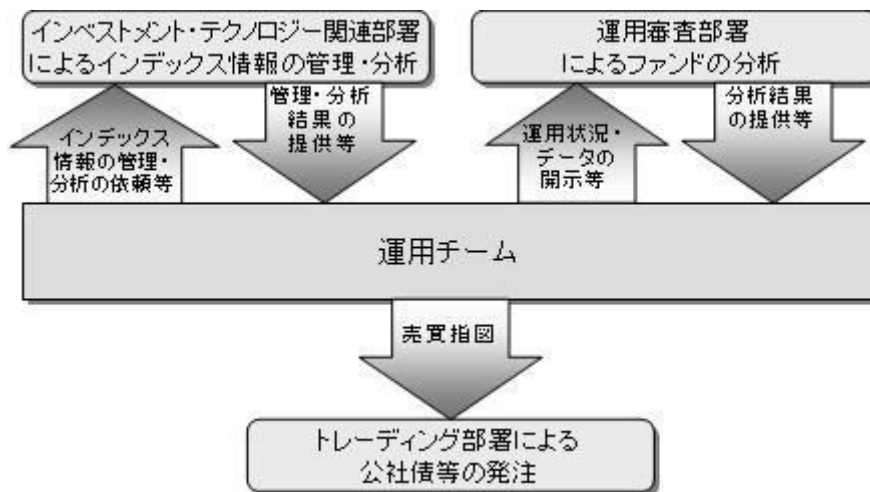 インベストメント・テクノロジー関連部署
によるインデックス情報の管理・分析
運用審査部署
によるファンドの分析
インデックス
情報の管理・
分析の依頼等
管理・分析
結果の
提供等
運用状況・
データの
開示等
分析結果
の提供等
運用チーム
売買指図
トレーディング部署による
公社債等の発注